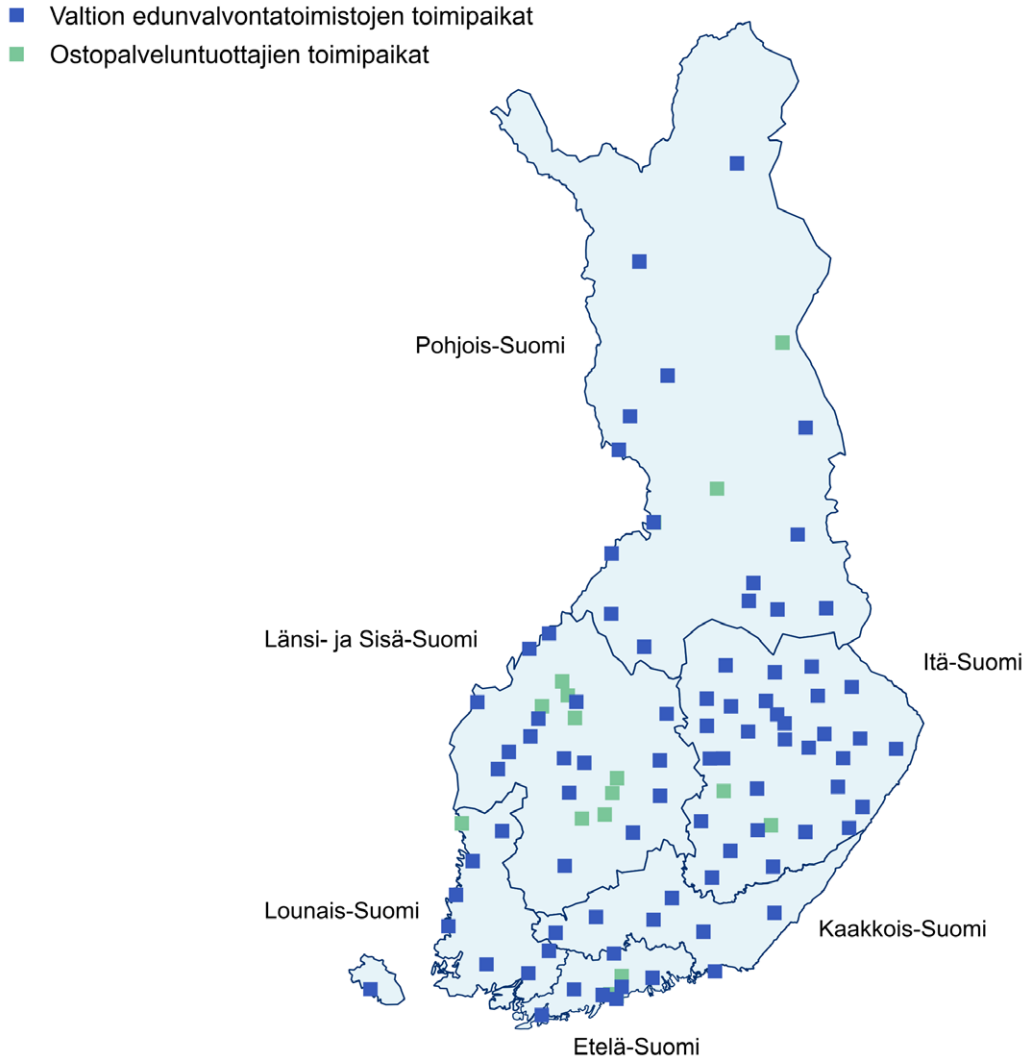 Valtion edunvalvontatoimistojen toimipaikat
Ostopalveluntuottajien toimipaikat
Pohjois-Suomi
Länsi- ja Sisä-Suomi
Itä-Suomi
Lounais-Suomi
Kaakkois-Suomi
Etelä-Suomi